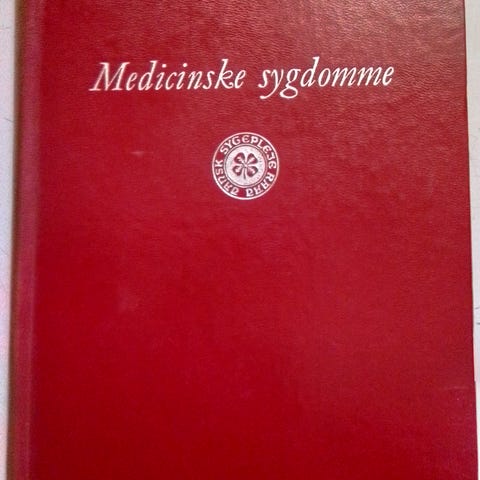 Medicinske sygdomme
DANSK SYGEPLEJE RAAD